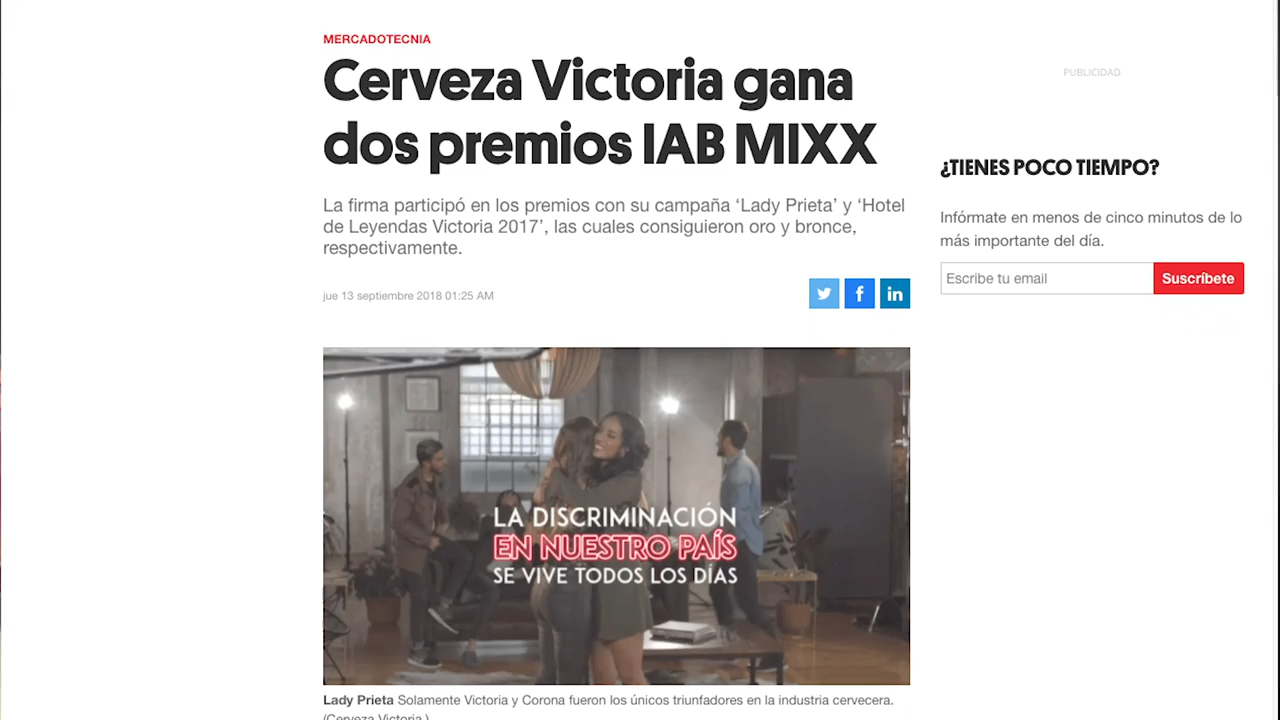 MERCADOTECNIA
Cerveza Victoria gana
dos premios IAB MIXX
La firma participó en los premios con su campaña ‘Lady Prieta’ y ‘Hotel
de Leyendas Victoria 2017’, las cuales consiguieron oro y bronce,
respectivamente.
jue 13 septiembre 2018 01:25 AM
LA DISCRIMINACIÓN
EN NUESTRO PAÍS
SE VIVE TODOS LOS DÍAS
Lady Prieta Solamente Victoria y Corona fueron los únicos triunfadores en la industria cervecera.
(Cerveza Victoria )
PUBLICIDAD
¿TIENES POCO TIEMPO?
Infórmate en menos de cinco minutos de lo
más importante del día.
Escribe tu email
Suscríbete